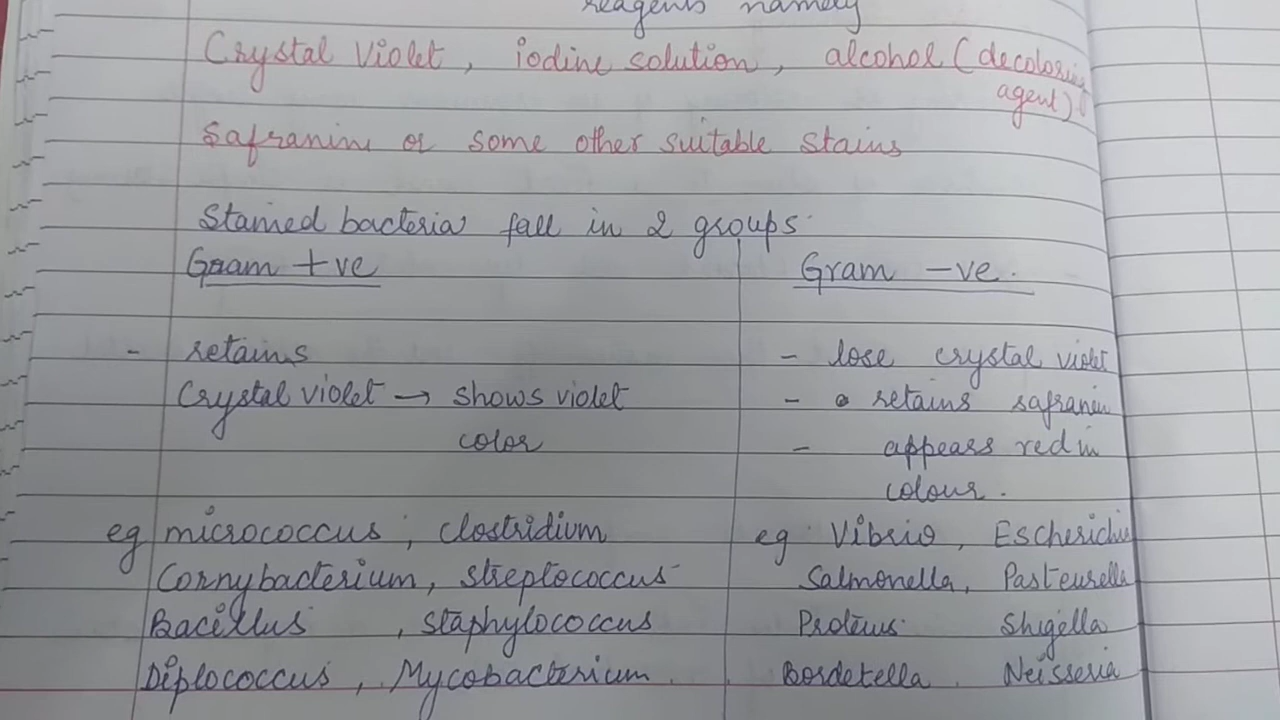 reagents namely
Crystal Violet, iodine solution, alcohol (decoloring
agent)
Safranin or some other suitable stains
Stained bacteria fall in 2 groups
Gram +ve Gram -ve.
- retains - lose crystal violet
Crystal violet → shows violet - retains safranin
color - appears red in
colour.
eg micrococcus, Clostridium eg Vibrio, Escherichia
Cornybacterium, streptococcus Salmonella, Pasteurella
Bacillus, staphylococcus Proteus Shigella
Diplococcus, Mycobacterium. Bordetella Neisseria